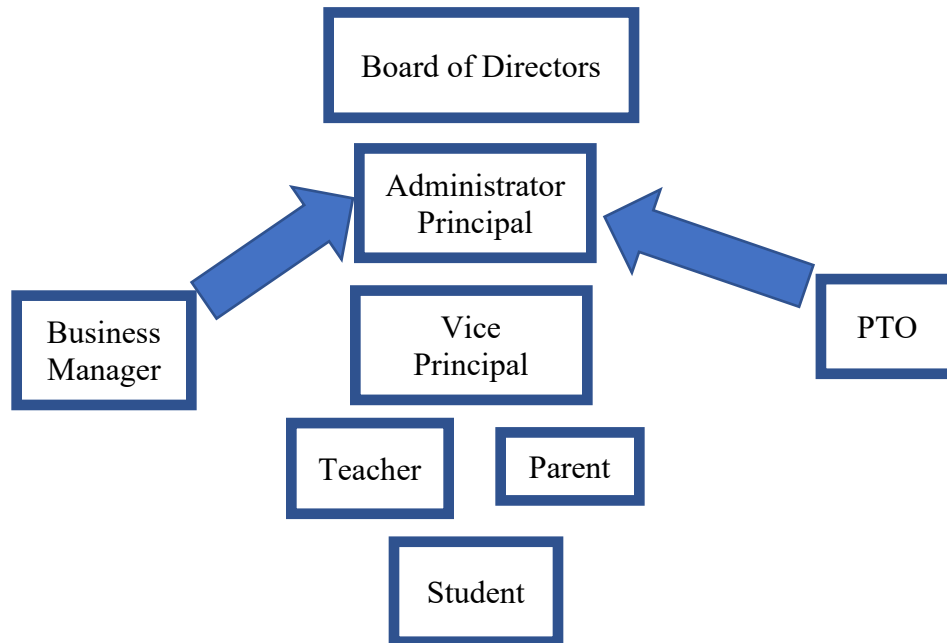 Board of Directors
Administrator
Principal
Business
Manager
Vice
Principal
PTO
Teacher
Parent
Student